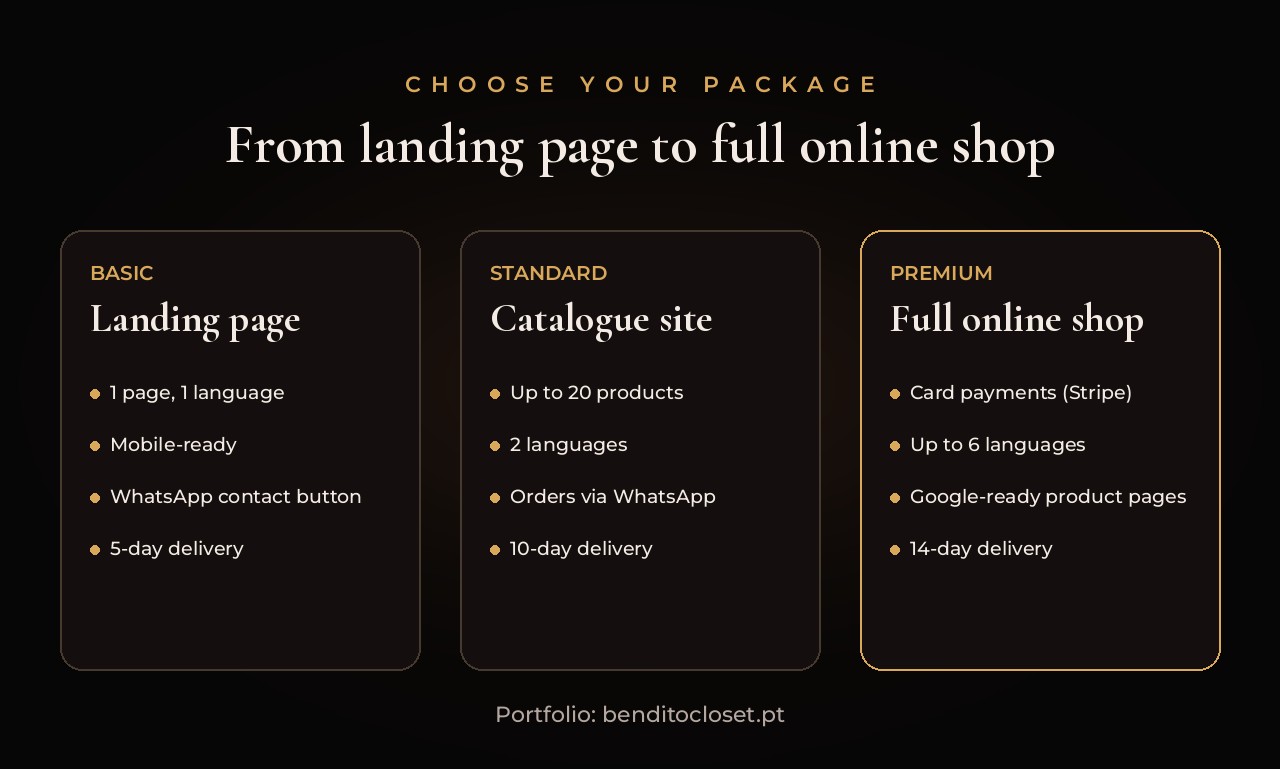 CHOOSE YOUR PACKAGE
From landing page to full online shop
BASIC
Landing page
1 page, 1 language
Mobile-ready
WhatsApp contact button
5-day delivery
STANDARD
Catalogue site
Up to 20 products
2 languages
Orders via WhatsApp
10-day delivery
PREMIUM
Full online shop
Card payments (Stripe)
Up to 6 languages
Google-ready product pages
14-day delivery
Portfolio: benditocloset.pt